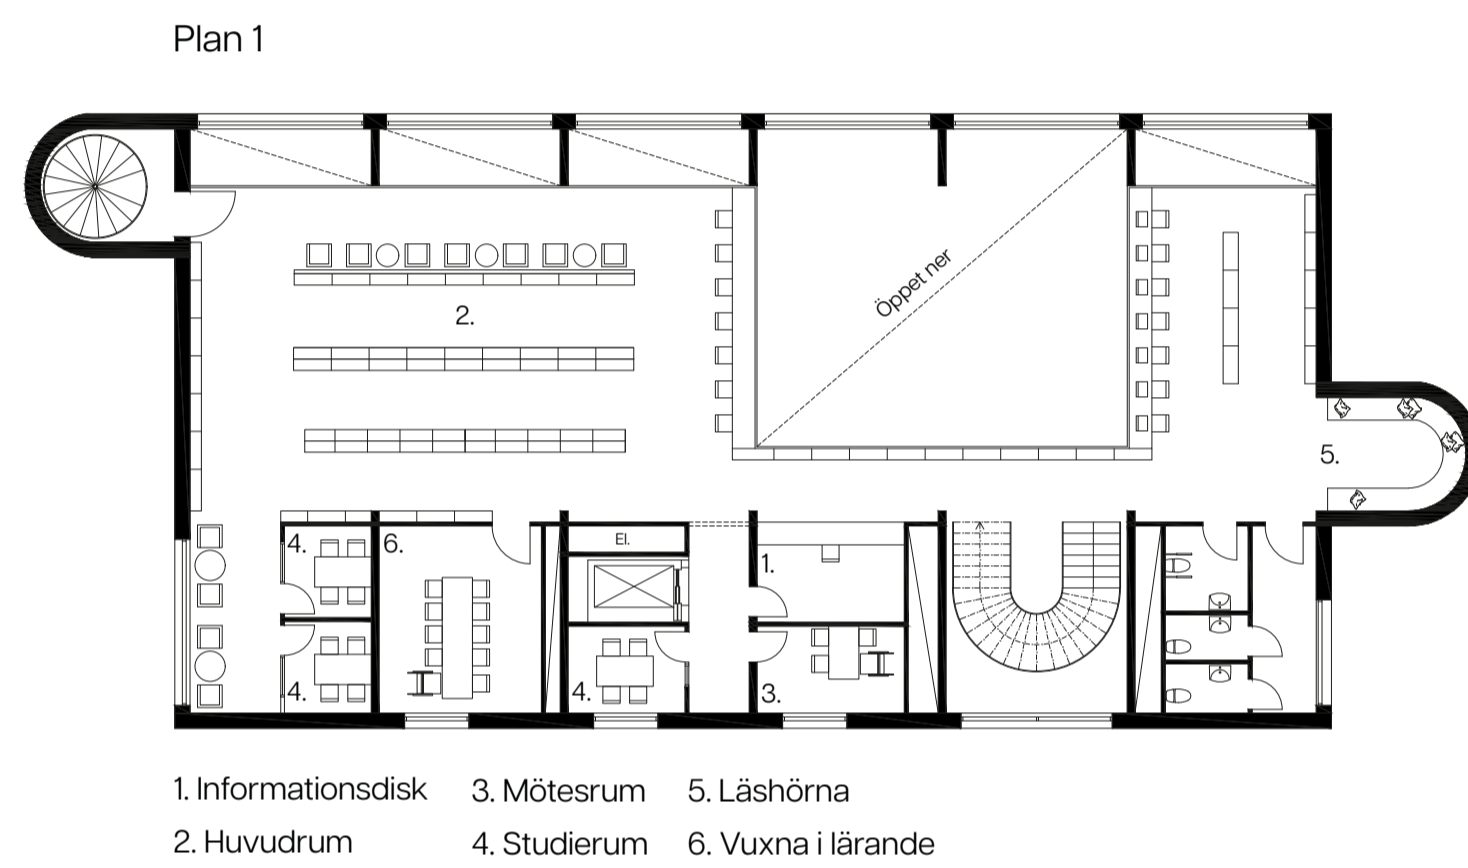 Plan 1
Öppet ner
2.
5.
4.
6.
El.
1.
4.
4.
3.
1. Informationsdisk
3. Mötesrum
5. Läshörna
2. Huvudrum
4. Studierum
6. Vuxna i lärande